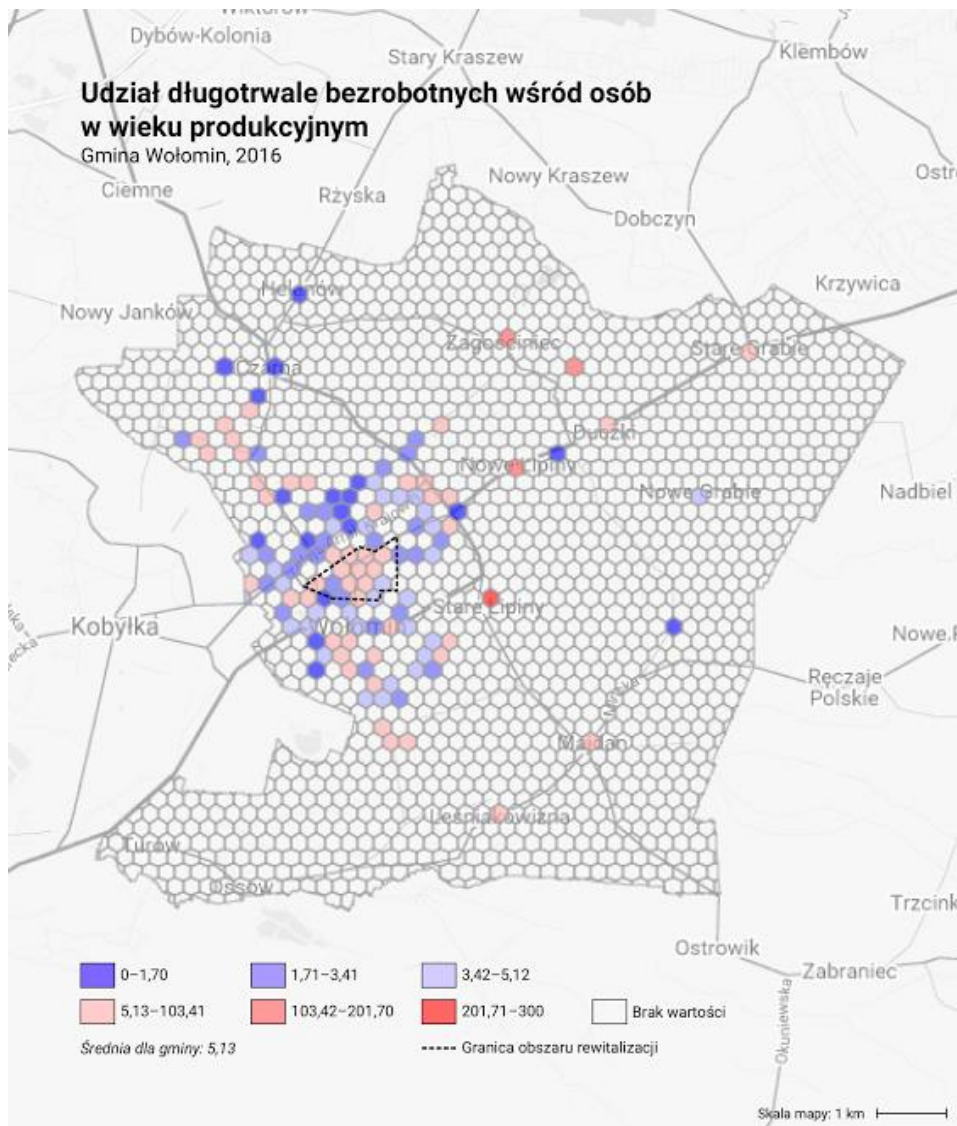 Wiktorów
Dybów-Kolonia
Stary Kraszew
Klembów
Udział długotrwale bezrobotnych wśród osób
w wieku produkcyjnym
Gmina Wołomin, 2016
Ciemne
Rżyska
Nowy Kraszew
Ostr
Dobczyn
Krzywica
Helenów
Nowy Janków
Zagościniec
Stare Grabie
Czarna
Duczki
Nowe Lipiny
Nowe Grabie
Nadbiel
Stare Lipiny
Kobyłka
Wołomin
Nowe
Ręczaje
Polskie
Majdan
Leśniakowizna
Turów
Ossów
Trzcink
Ostrowik
Zabraniec
Okuniewska
0–1,70
1,71–3,41
3,42–5,12
5,13–103,41
103,42–201,70
201,71–300
Brak wartości
Średnia dla gminy: 5,13
Granica obszaru rewitalizacji
Skala mapy: 1 km